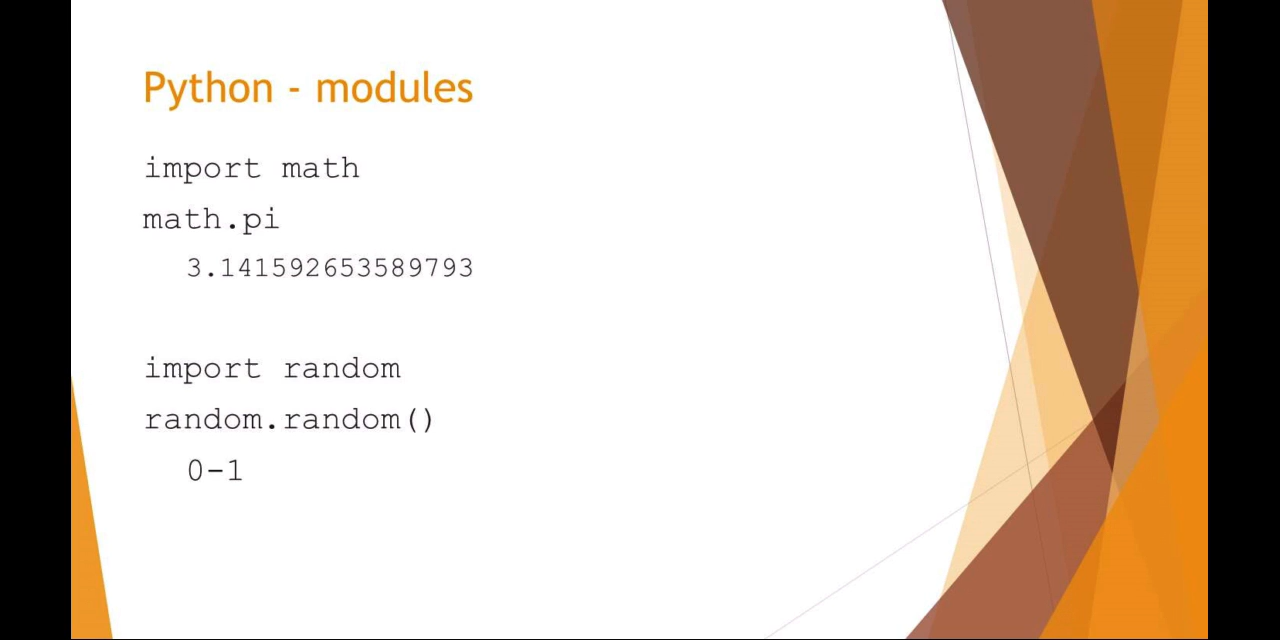 Python - modules
import math
math.pi
3.141592653589793
import random
random.random()
0-1